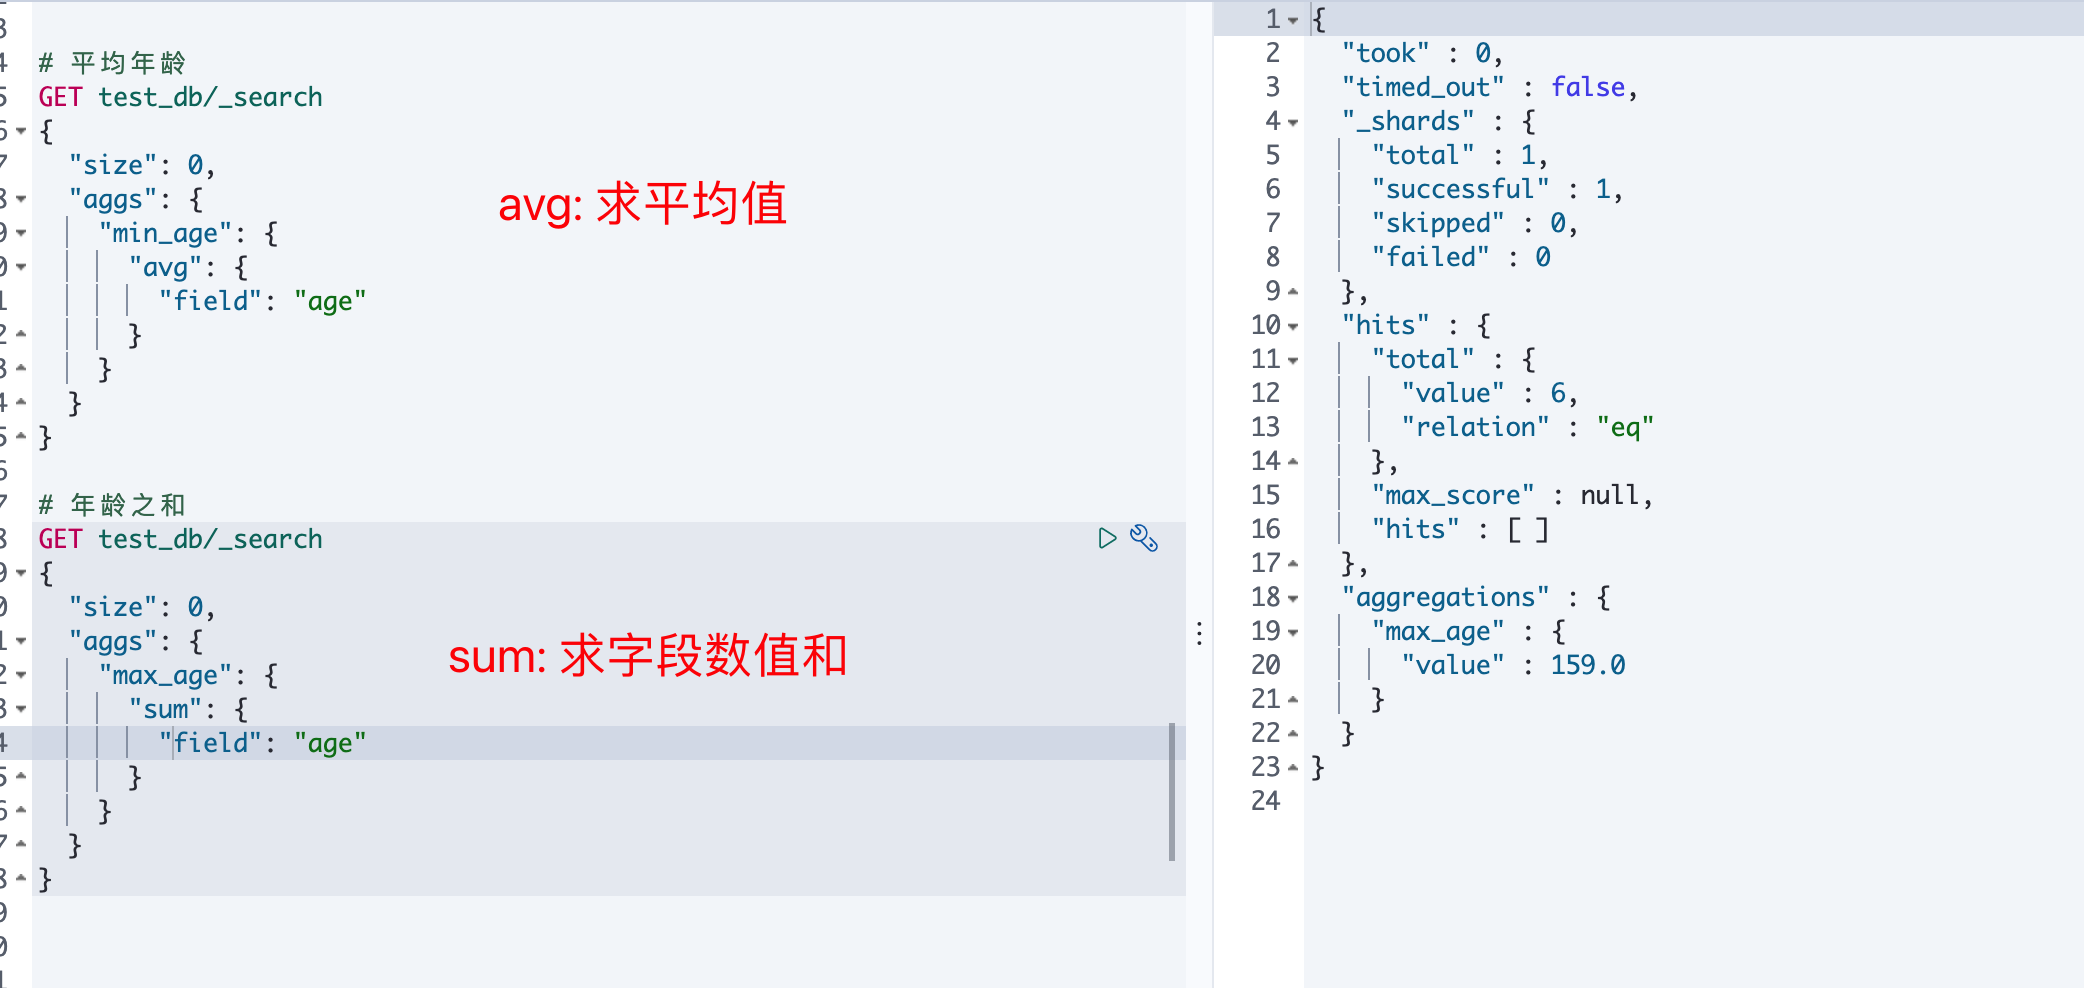 # 平均年龄
GET test_db/_search
{
  "size": 0,
  "aggs": {
    "min_age": {
      "avg": {
        "field": "age"
      }
    }
  }
}
avg: 求平均值
# 年龄之和
GET test_db/_search
{
  "size": 0,
  "aggs": {
    "max_age": {
      "sum": {
        "field": "age"
      }
    }
  }
}
sum: 求字段数值和
1 {
2   "took" : 0,
3   "timed_out" : false,
4   "_shards" : {
5     "total" : 1,
6     "successful" : 1,
7     "skipped" : 0,
8     "failed" : 0
9   },
10   "hits" : {
11     "total" : {
12       "value" : 6,
13       "relation" : "eq"
14     },
15     "max_score" : null,
16     "hits" : [ ]
17   },
18   "aggregations" : {
19     "max_age" : {
20       "value" : 159.0
21     }
22   }
23 }
24